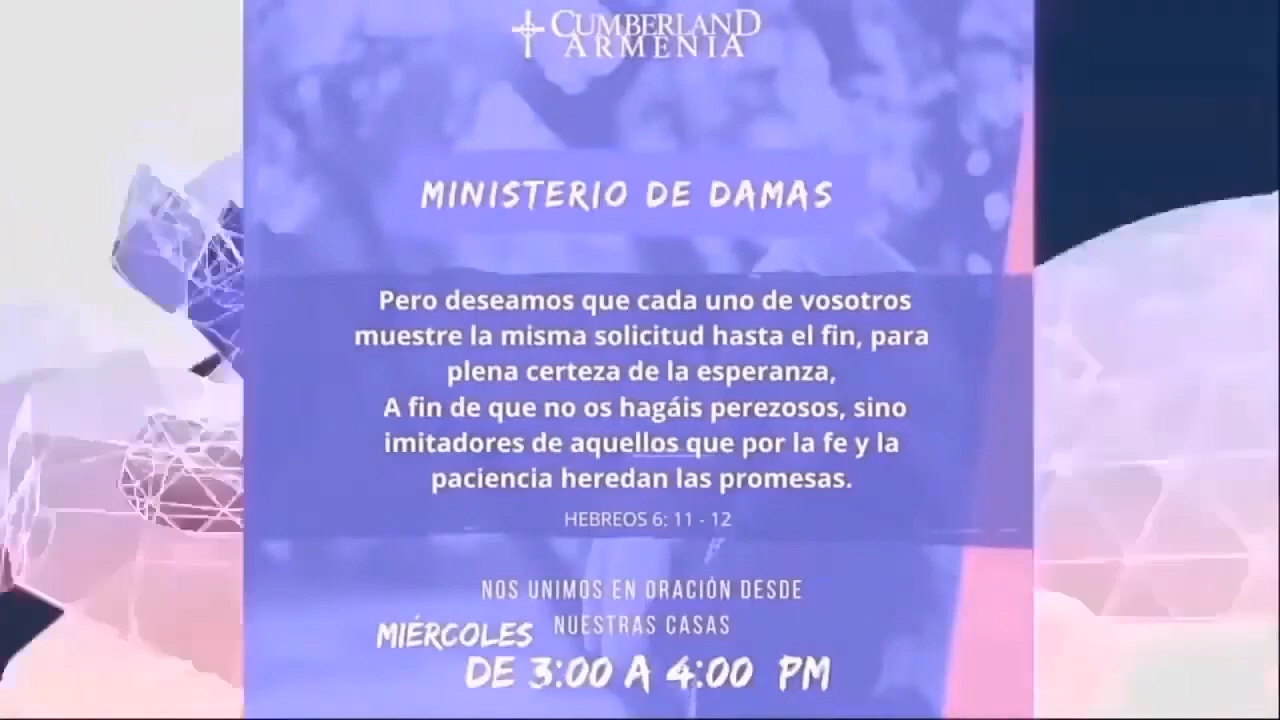 CUMBERLAND
ARMENIA
MINISTERIO DE DAMAS
Pero deseamos que cada uno de vosotros
muestre la misma solicitud hasta el fin, para
plena certeza de la esperanza,
A fin de que no os hagáis perezosos, sino
imitadores de aquellos que por la fe y la
paciencia heredan las promesas.
HEBREOS 6: 11 - 12
NOS UNIMOS EN ORACIÓN DESDE
NUESTRAS CASAS
MIÉRCOLES
DE 3:00 A 4:00 PM